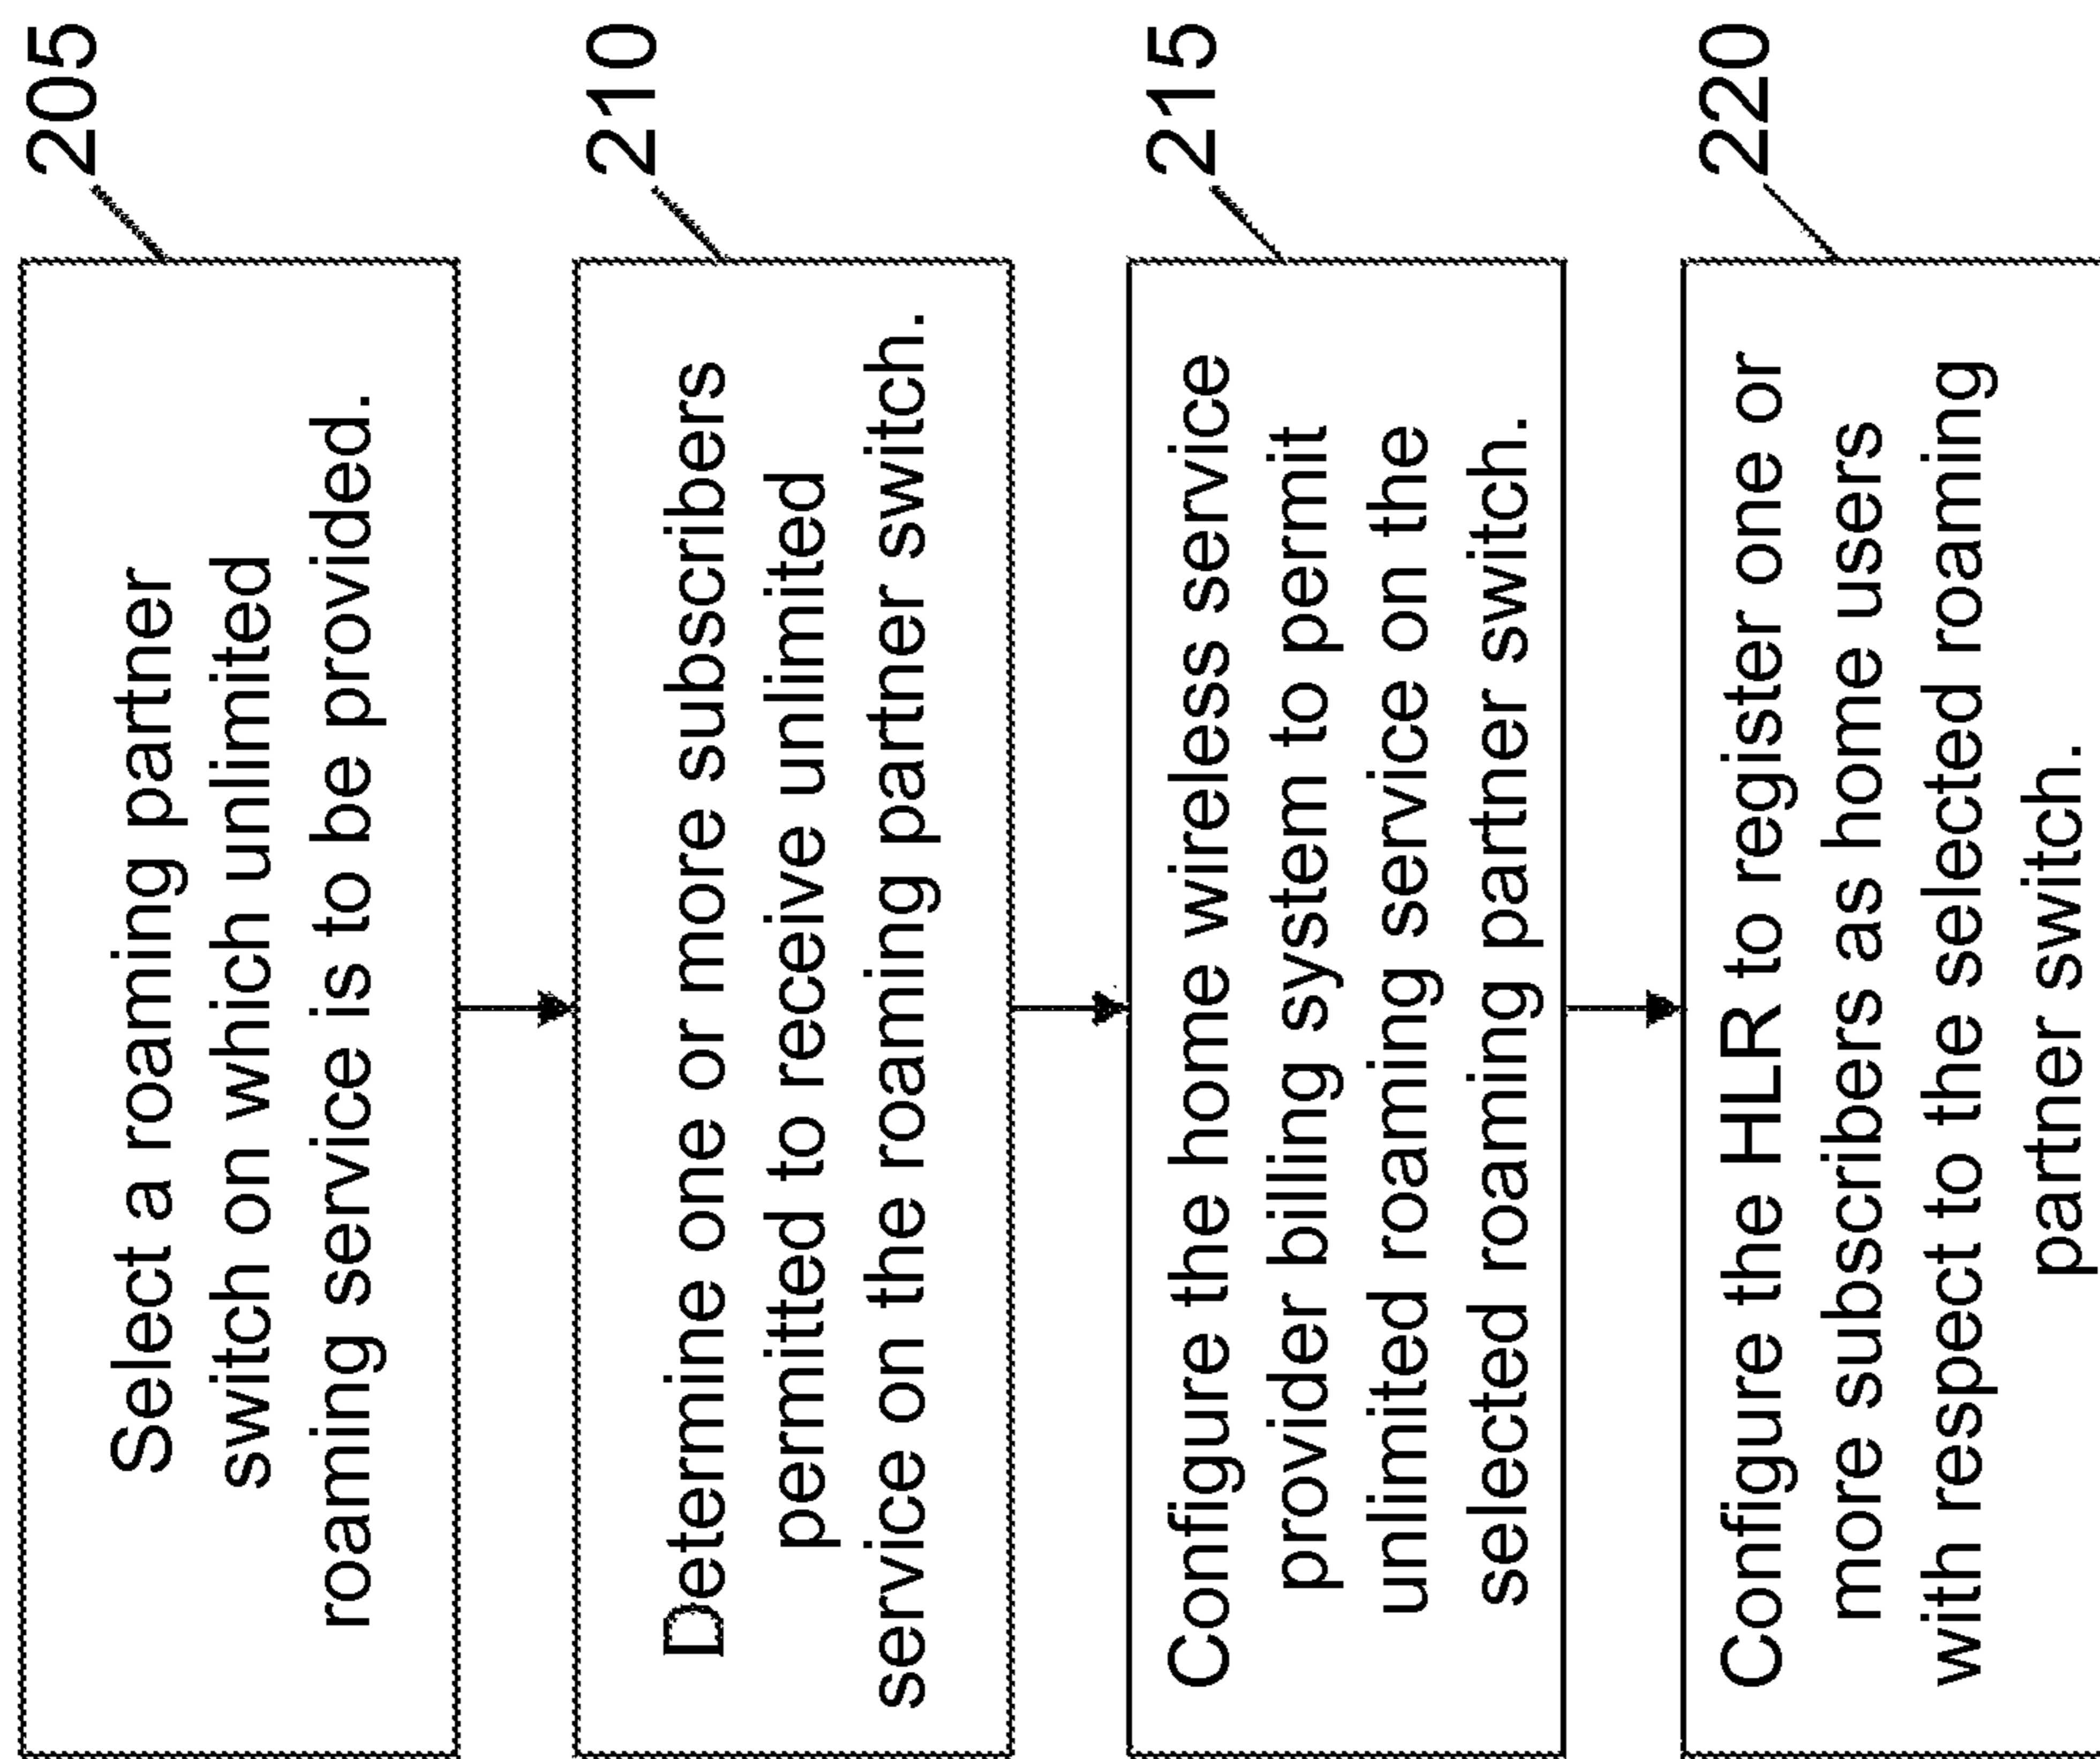 Select a roaming partner
switch on which unlimited
roaming service is to be provided.
205
Determine one or more subscribers
permitted to receive unlimited
service on the roaming partner switch.
210
Configure the home wireless service
provider billing system to permit
unlimited roaming service on the
selected roaming partner switch.
215
Configure the HLR to register one or
more subscribers as home users
with respect to the selected roaming
partner switch.
220